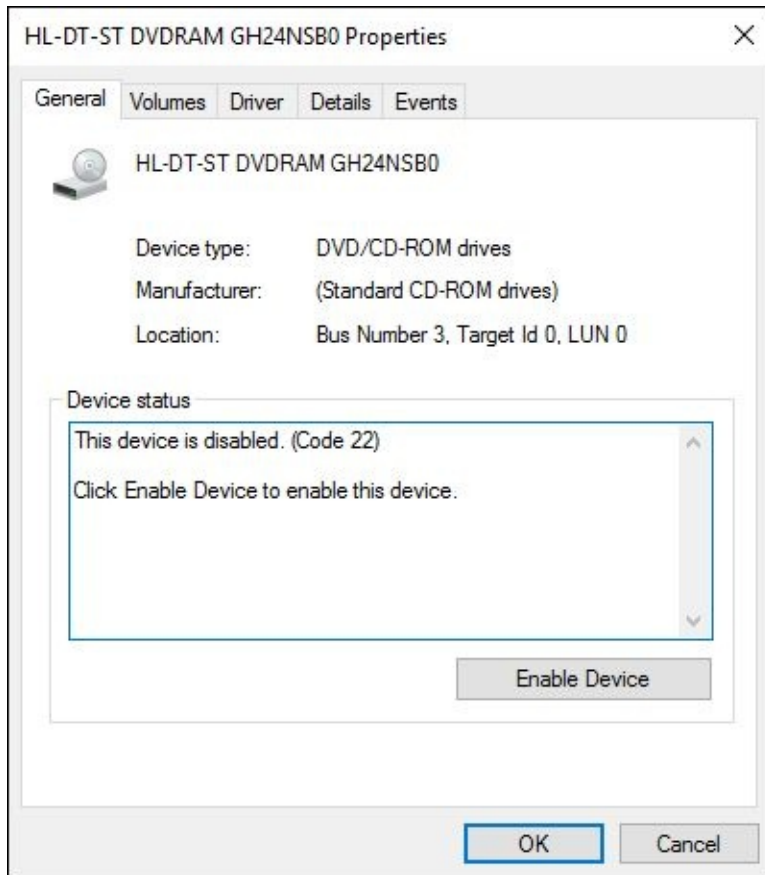 HL-DT-ST DVDRAM GH24NSB0 Properties
General Volumes Driver Details Events
HL-DT-ST DVDRAM GH24NSB0
Device type: DVD/CD-ROM drives
Manufacturer: (Standard CD-ROM drives)
Location: Bus Number 3, Target Id 0, LUN 0
Device status
This device is disabled. (Code 22)
Click Enable Device to enable this device.
Enable Device
OK Cancel